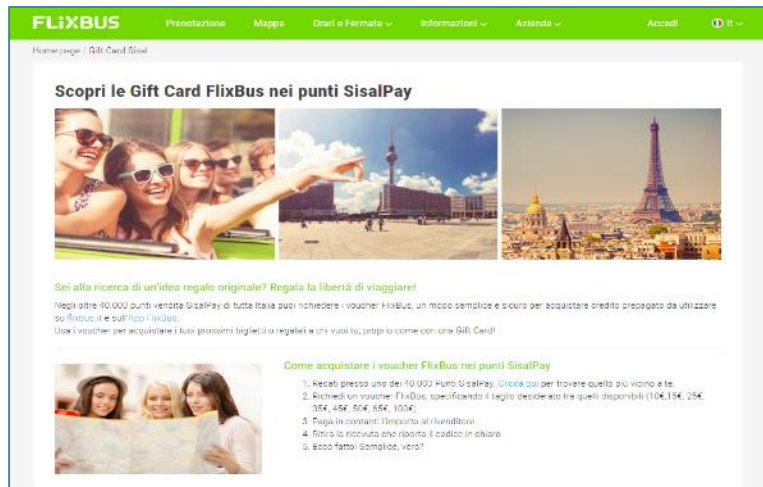 FLiXBUS Prenotazione Mappa Orari e Fermate Informazioni Azienda Accedi It
Home page / Gift Card Sisal
Scopri le Gift Card FlixBus nei punti SisalPay
Sei alla ricerca di un'idea regalo originale? Regala la libertà di viaggiare!
Negli oltre 40.000 punti vendita SisalPay di tutta Italia puoi richiedere i voucher FlixBus, un modo semplice e sicuro per acquistare credito prepagato da utilizzare
su flixbus.it e sull'App FlixBus.
Usa i voucher per acquistare i tuoi prossimi biglietti o regalali a chi vuoi tu, proprio come con una Gift Card!
Come acquistare i voucher FlixBus nei punti SisalPay
1. Recati presso uno dei 40.000 Punti SisalPay. Clicca qui per trovare quello più vicino a te.
2. Richiedi un voucher FlixBus, specificando il taglio desiderato tra quelli disponibili (10€,15€, 25€,
35€, 45€, 50€, 65€, 100€).
3. Paga in contanti l'importo al rivenditore
4. Ritira la ricevuta che riporta il codice in chiaro
5. Ecco fatto! Semplice, vero?